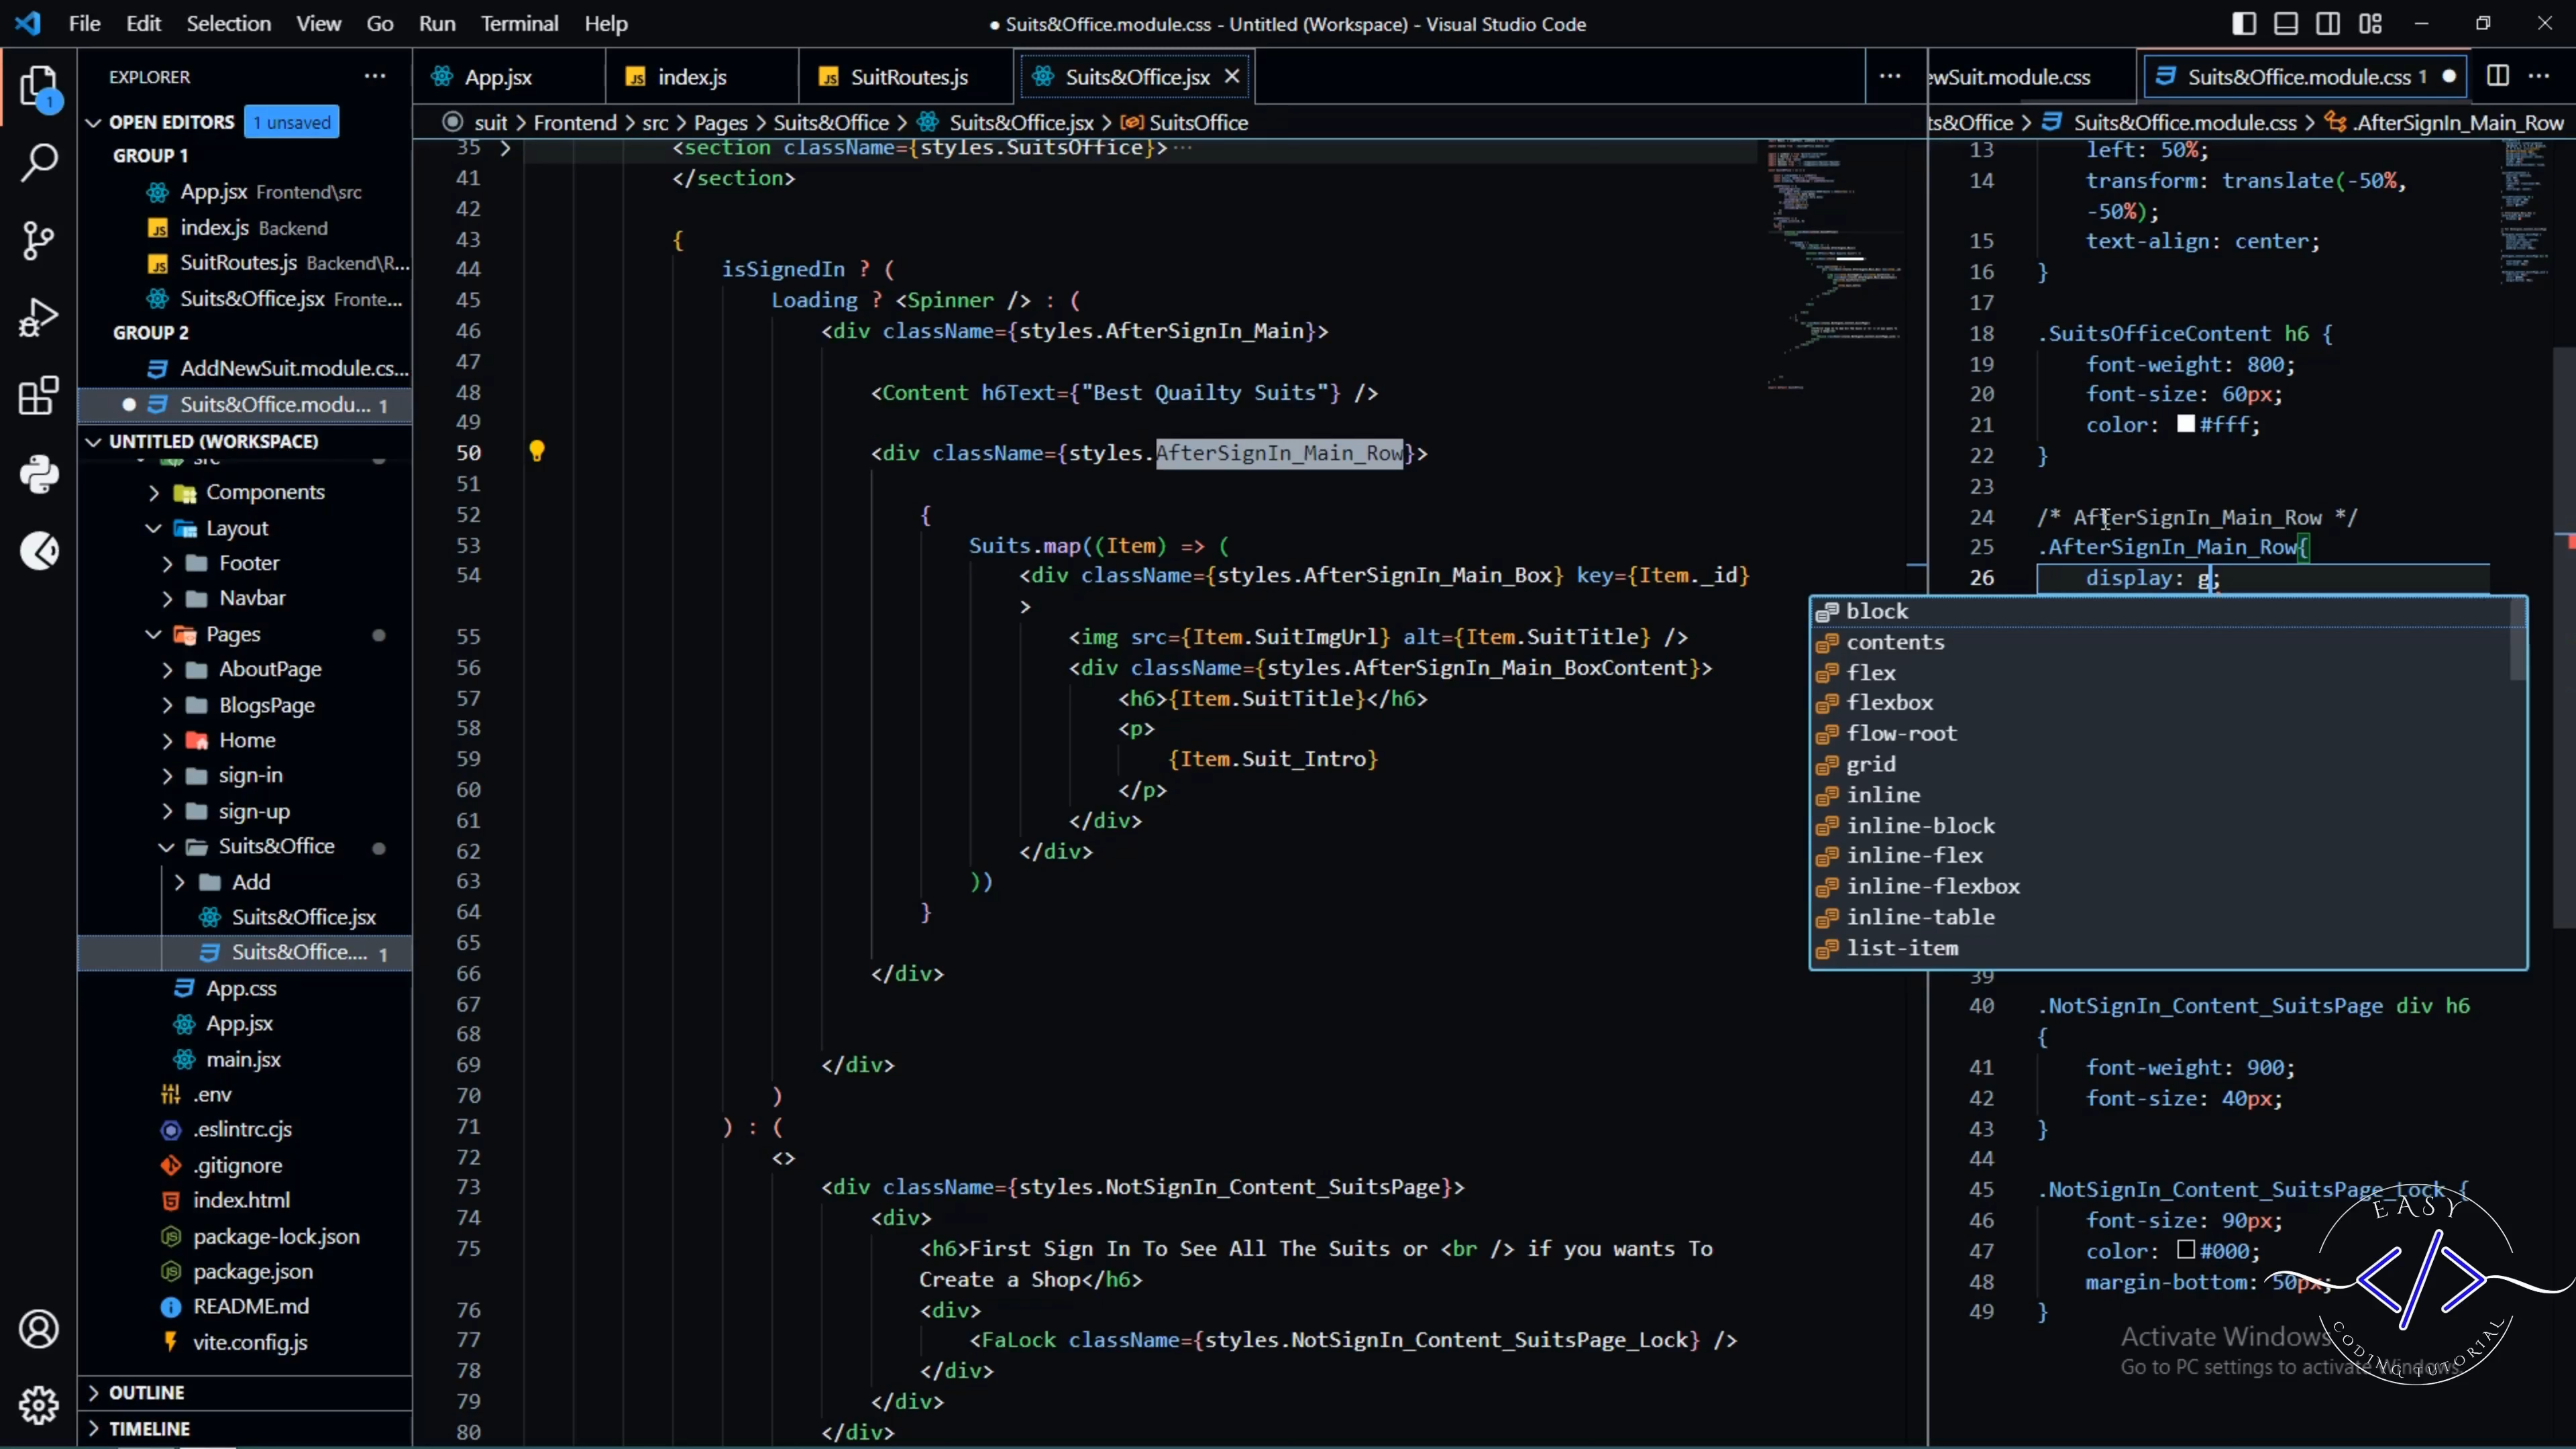 File Edit Selection View Go Run Terminal Help
● Suits&Office.module.css - Untitled (Workspace) - Visual Studio Code
EXPLORER
OPEN EDITORS 1 unsaved
GROUP 1
App.jsx Frontend\src
index.js Backend
SuitRoutes.js Backend\R...
Suits&Office.jsx Fronte...
GROUP 2
AddNewSuit.module.cs...
Suits&Office.modu... 1
UNTITLED (WORKSPACE)
src
Components
Layout
Footer
Navbar
Pages
AboutPage
BlogsPage
Home
sign-in
sign-up
Suits&Office
Add
Suits&Office.jsx
Suits&Office.... 1
App.css
App.jsx
main.jsx
.env
.eslintrc.cjs
.gitignore
index.html
package-lock.json
package.json
README.md
vite.config.js
OUTLINE
TIMELINE
1
App.jsx index.js SuitRoutes.js Suits&Office.jsx
suit > Frontend > src > Pages > Suits&Office > Suits&Office.jsx > SuitsOffice
35 <section className={styles.SuitsOffice}>···
41 </section>
42
43 {
44 isSignedIn ? (
45 Loading ? <Spinner /> : (
46 <div className={styles.AfterSignIn_Main}>
47
48 <Content h6Text={"Best Quailty Suits"} />
49
50 <div className={styles.AfterSignIn_Main_Row}>
51
52 {
53 Suits.map((Item) => (
54 <div className={styles.AfterSignIn_Main_Box} key={Item._id}
>
55 <img src={Item.SuitImgUrl} alt={Item.SuitTitle} />
56 <div className={styles.AfterSignIn_Main_BoxContent}>
57 <h6>{Item.SuitTitle}</h6>
58 <p>
59 {Item.Suit_Intro}
60 </p>
61 </div>
62 </div>
63 ))
64 }
65
66 </div>
67
68
69 </div>
70 )
71 ) : (
72 <>
73 <div className={styles.NotSignIn_Content_SuitsPage}>
74 <div>
75 <h6>First Sign In To See All The Suits or <br /> if you wants To
Create a Shop</h6>
76 <div>
77 <FaLock className={styles.NotSignIn_Content_SuitsPage_Lock} />
78 </div>
79 </div>
80 </div>
ewSuit.module.css Suits&Office.module.css 1
ts&Office > Suits&Office.module.css > .AfterSignIn_Main_Row
13 left: 50%;
14 transform: translate(-50%,
-50%);
15 text-align: center;
16 }
17
18 .SuitsOfficeContent h6 {
19 font-weight: 800;
20 font-size: 60px;
21 color: #fff;
22 }
23
24 /* AfterSignIn_Main_Row */
25 .AfterSignIn_Main_Row{
26 display: g;
block
contents
flex
flexbox
flow-root
grid
inline
inline-block
inline-flex
inline-flexbox
inline-table
list-item
39
40 .NotSignIn_Content_SuitsPage div h6
{
41 font-weight: 900;
42 font-size: 40px;
43 }
44
45 .NotSignIn_Content_SuitsPage_Lock {
46 font-size: 90px;
47 color: #000;
48 margin-bottom: 50px;
49 }
EASY
</>
CODING TUTORIAL
Activate Windows
Go to PC settings to activate Windows.